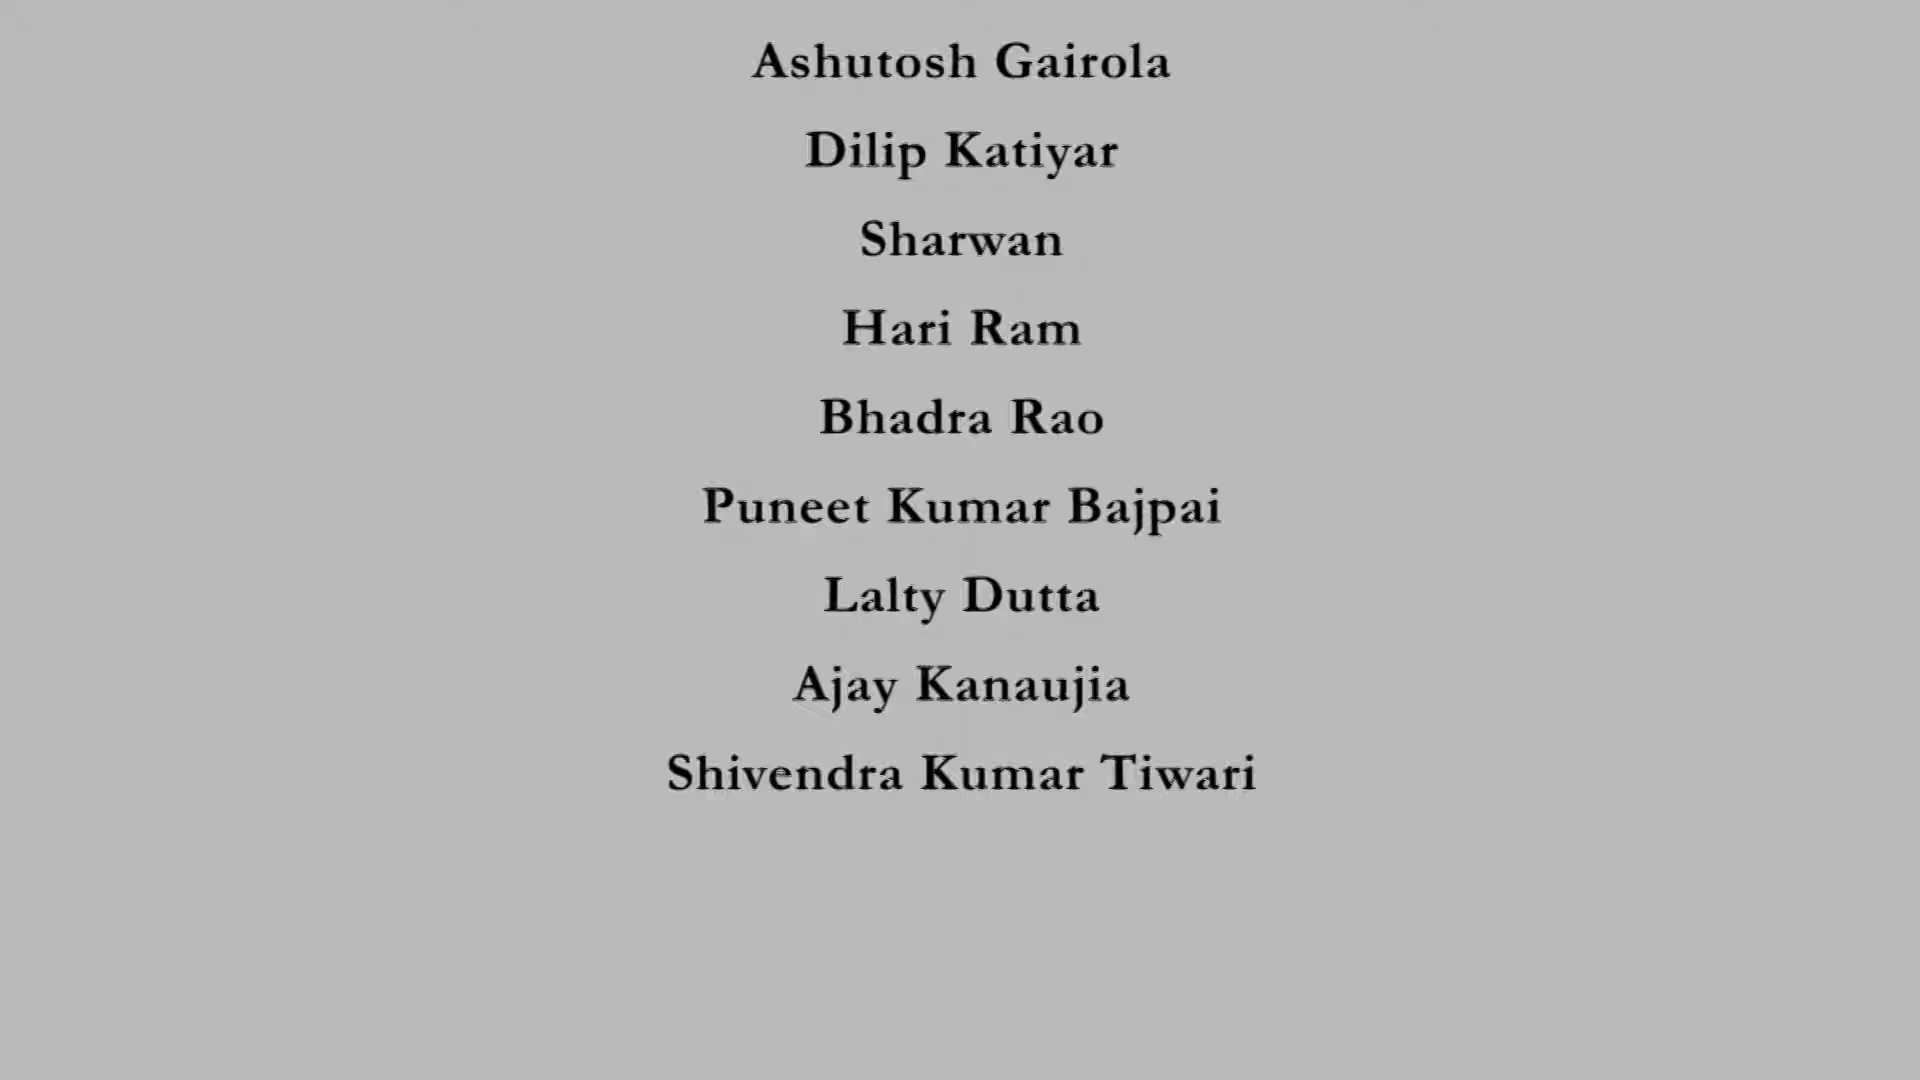 Ashutosh Gairola
Dilip Katiyar
Sharwan
Hari Ram
Bhadra Rao
Puneet Kumar Bajpai
Lalty Dutta
Ajay Kanaujia
Shivendra Kumar Tiwari